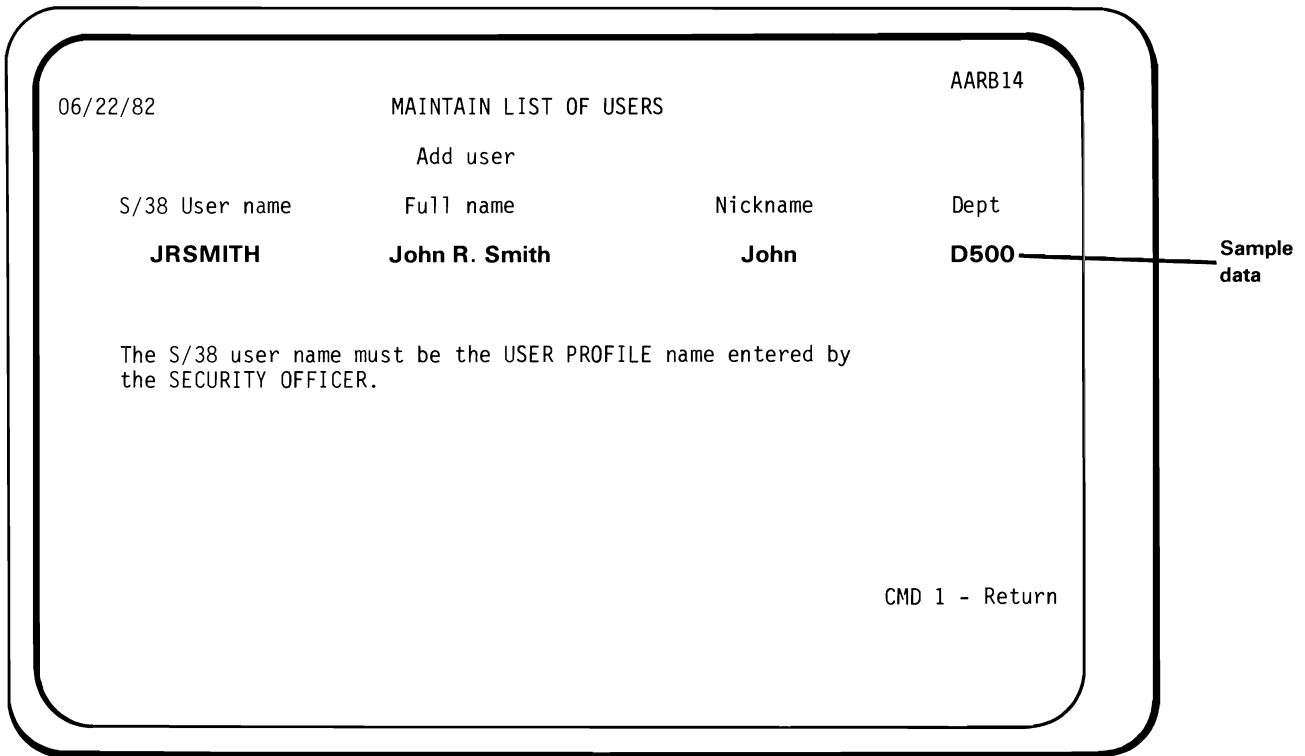 AARB14
06/22/82 MAINTAIN LIST OF USERS
Add user
S/38 User name Full name Nickname Dept
JRSMITH John R. Smith John D500
Sample
data
The S/38 user name must be the USER PROFILE name entered by
the SECURITY OFFICER.
CMD 1 - Return